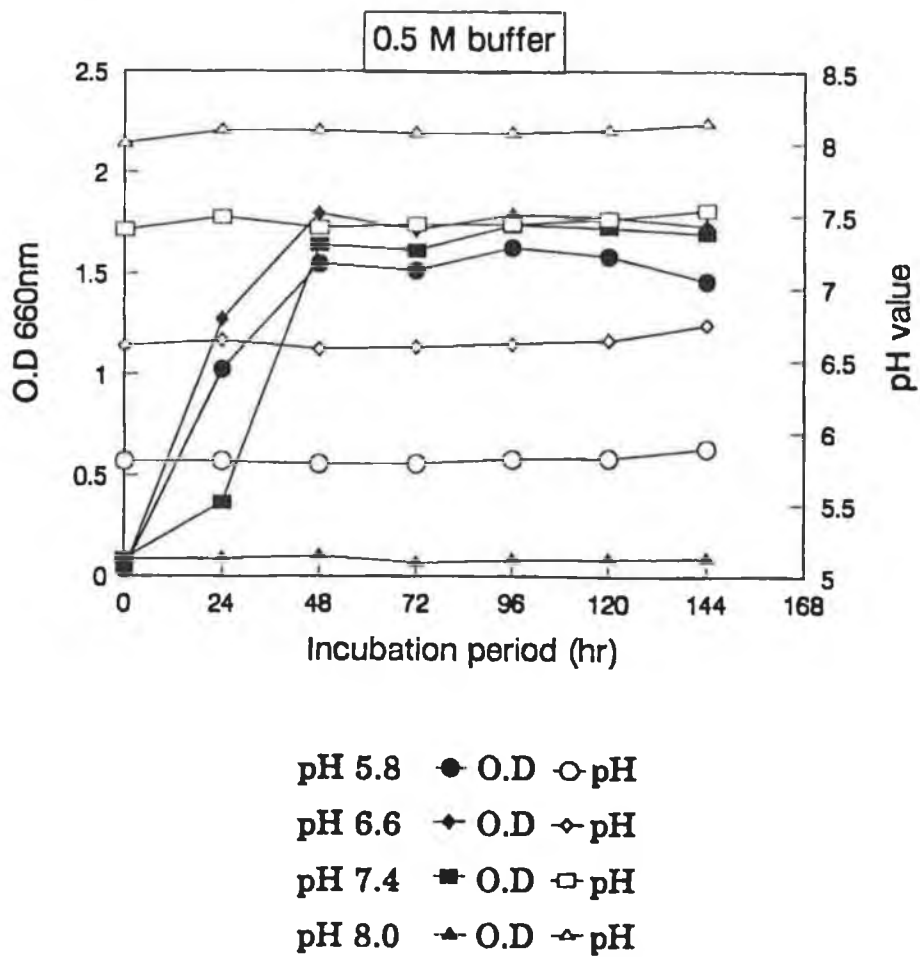 0.5 M buffer
2.5
2
1.5
1
0.5
0
O.D 660nm
8.5
8
7.5
7
6.5
6
5.5
5
pH value
0 24 48 72 96 120 144 168
Incubation period (hr)
pH 5.8 O.D pH
pH 6.6 O.D pH
pH 7.4 O.D pH
pH 8.0 O.D pH